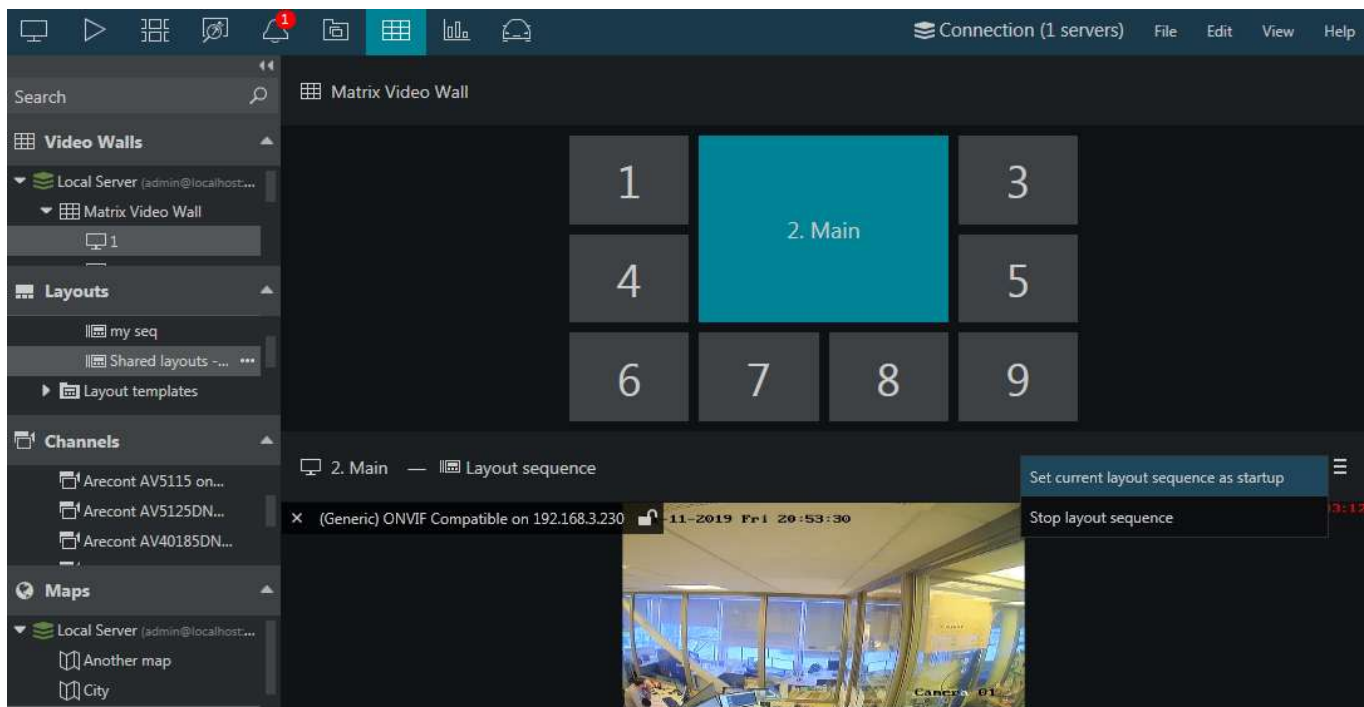 1
Connection (1 servers) File Edit View Help
Search
Matrix Video Wall
Video Walls
Local Server (admin@localhost:...
Matrix Video Wall
1
1 2. Main 3
4 5
6 7 8 9
Layouts
my seq
Shared layouts -... •••
Layout templates
Channels
Arecont AV5115 on...
Arecont AV5125DN...
Arecont AV40185DN...
2. Main — Layout sequence
Set current layout sequence as startup
Stop layout sequence
× (Generic) ONVIF Compatible on 192.168.3.230
-11-2019 Fri 20:53:30
Camera 01
Maps
Local Server (admin@localhost:...
Another map
City